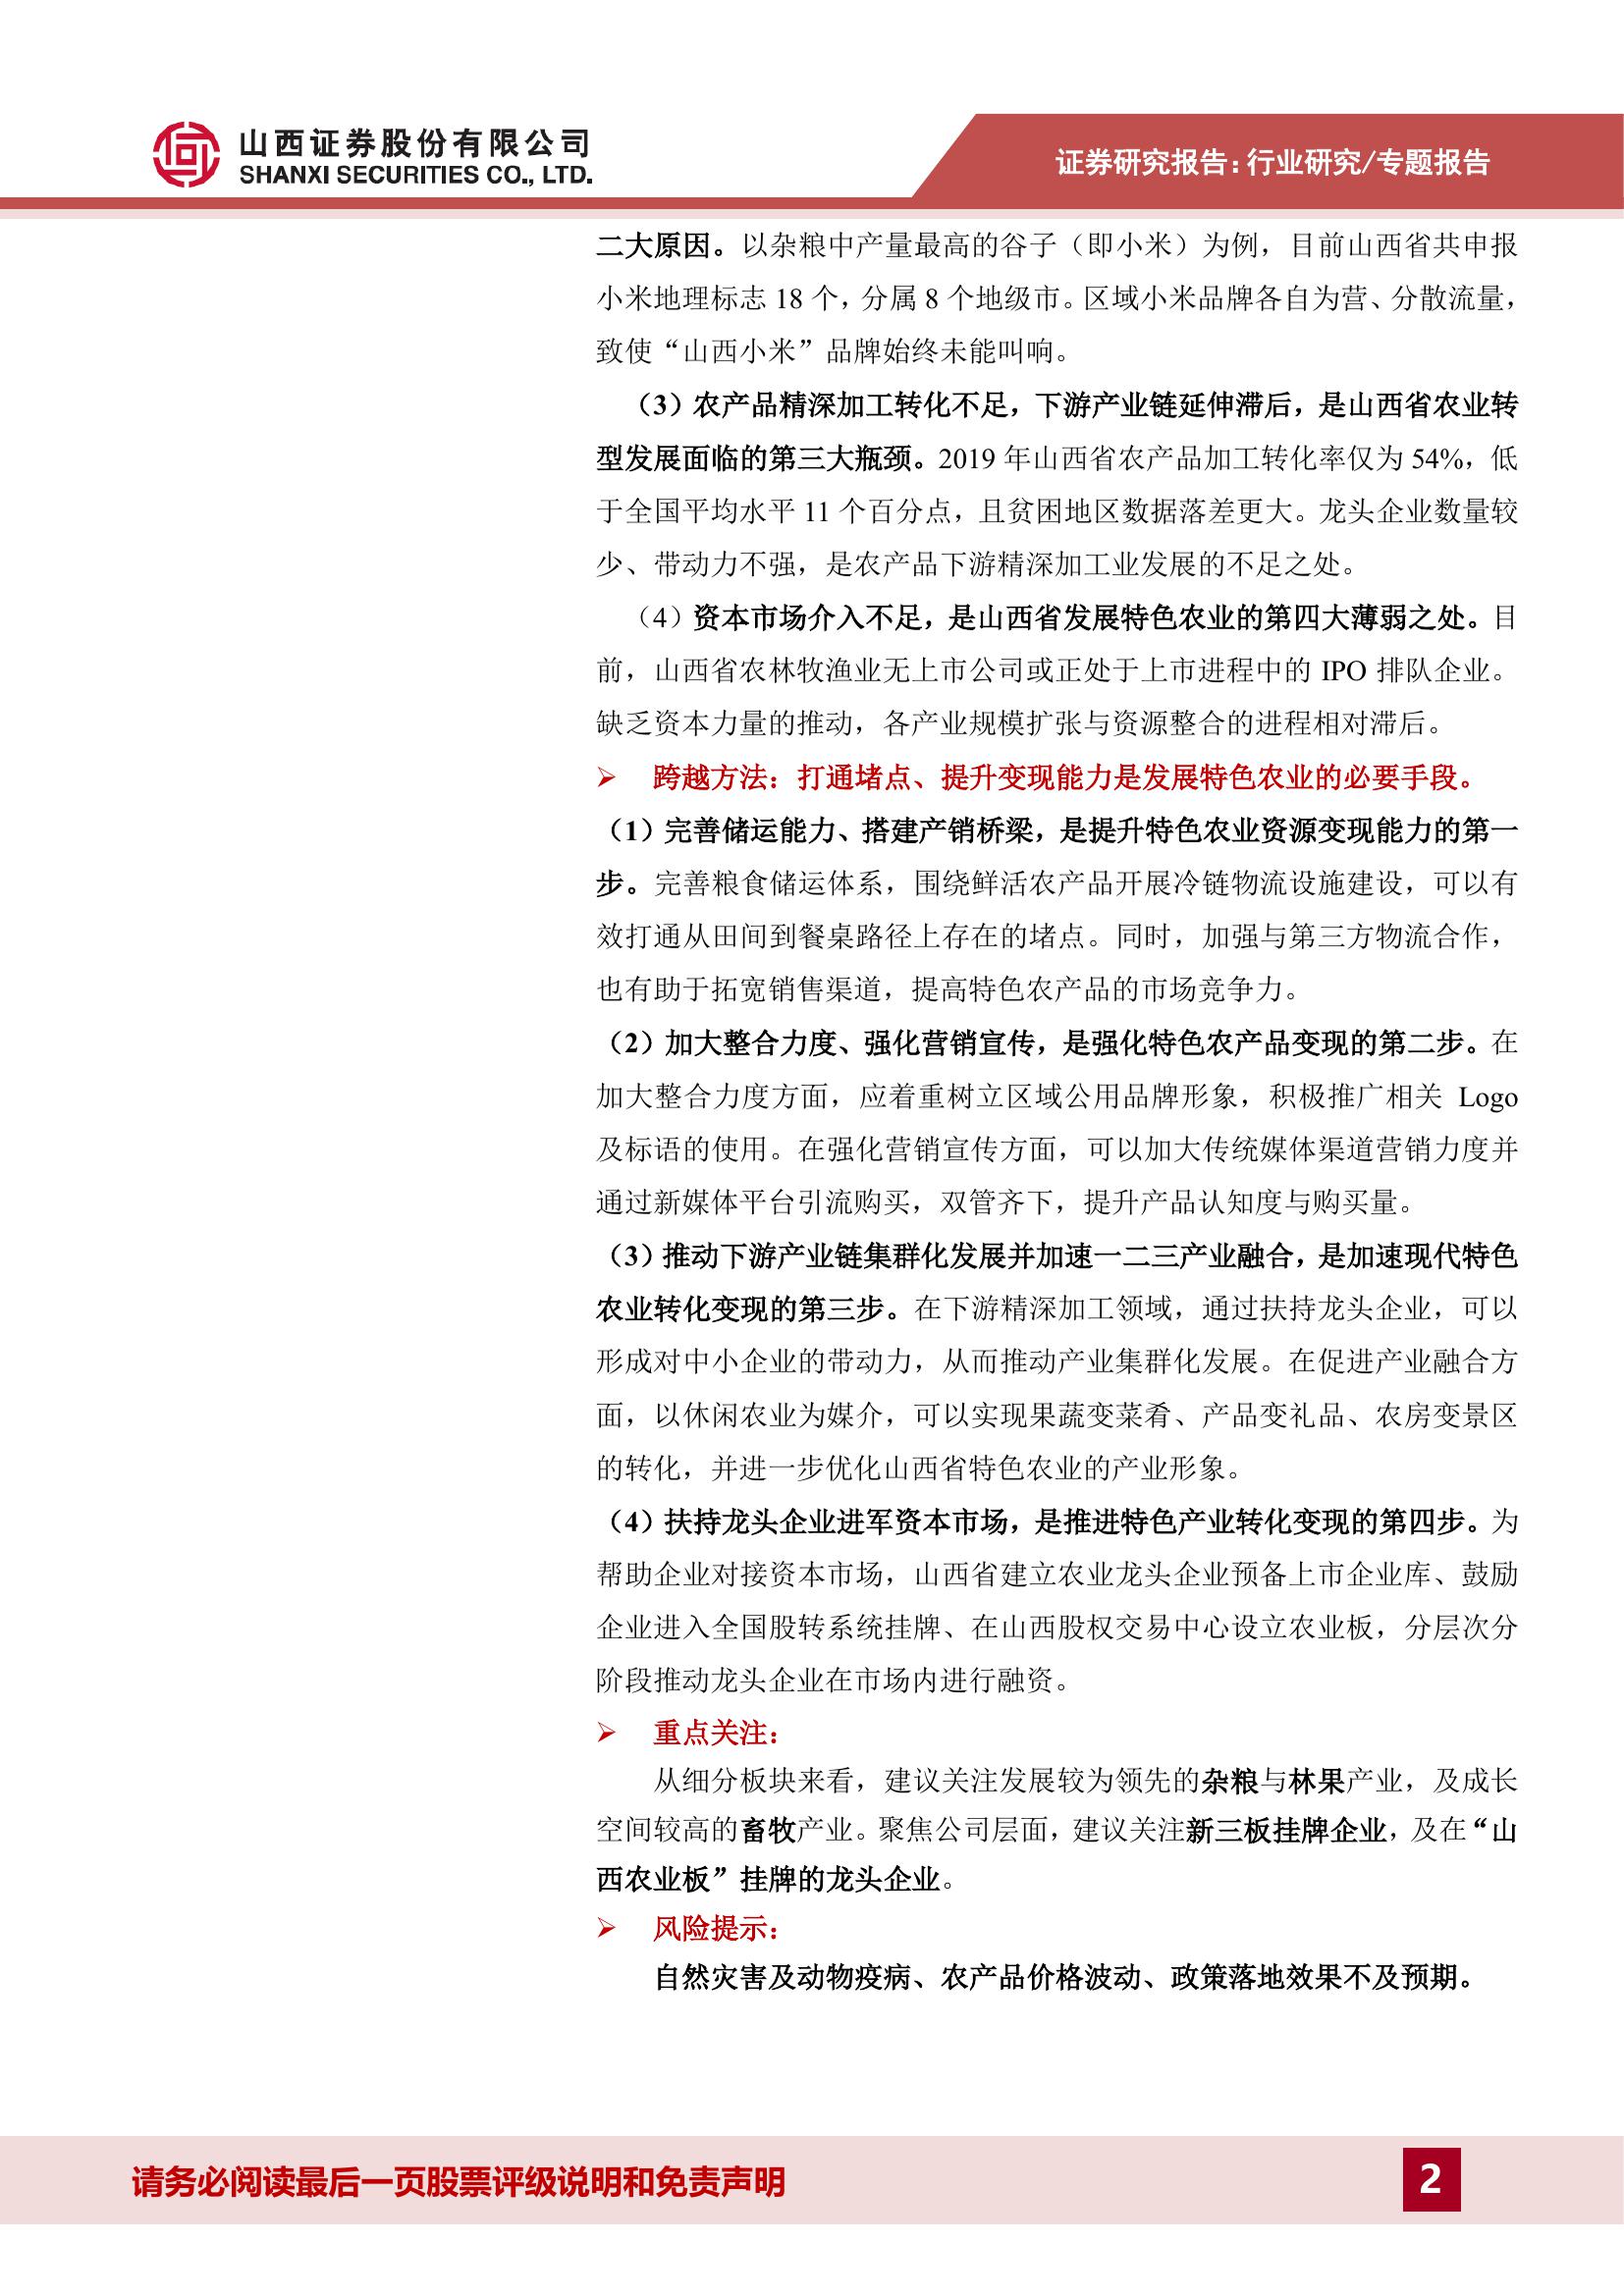 山西证券股份有限公司
SHANXI SECURITIES CO., LTD.
证券研究报告：行业研究/专题报告
二大原因。以杂粮中产量最高的谷子（即小米）为例，目前山西省共申报
小米地理标志 18 个，分属 8 个地级市。区域小米品牌各自为营、分散流量，
致使“山西小米”品牌始终未能叫响。
（3）农产品精深加工转化不足，下游产业链延伸滞后，是山西省农业转
型发展面临的第三大瓶颈。2019 年山西省农产品加工转化率仅为 54%，低
于全国平均水平 11 个百分点，且贫困地区数据落差更大。龙头企业数量较
少、带动力不强，是农产品下游精深加工业发展的不足之处。
（4）资本市场介入不足，是山西省发展特色农业的第四大薄弱之处。目
前，山西省农林牧渔业无上市公司或正处于上市进程中的 IPO 排队企业。
缺乏资本力量的推动，各产业规模扩张与资源整合的进程相对滞后。
➢ 跨越方法：打通堵点、提升变现能力是发展特色农业的必要手段。
（1）完善储运能力、搭建产销桥梁，是提升特色农业资源变现能力的第一
步。完善粮食储运体系，围绕鲜活农产品开展冷链物流设施建设，可以有
效打通从田间到餐桌路径上存在的堵点。同时，加强与第三方物流合作，
也有助于拓宽销售渠道，提高特色农产品的市场竞争力。
（2）加大整合力度、强化营销宣传，是强化特色农产品变现的第二步。在
加大整合力度方面，应着重树立区域公用品牌形象，积极推广相关 Logo
及标语的使用。在强化营销宣传方面，可以加大传统媒体渠道营销力度并
通过新媒体平台引流购买，双管齐下，提升产品认知度与购买量。
（3）推动下游产业链集群化发展并加速一二三产业融合，是加速现代特色
农业转化变现的第三步。在下游精深加工领域，通过扶持龙头企业，可以
形成对中小企业的带动力，从而推动产业集群化发展。在促进产业融合方
面，以休闲农业为媒介，可以实现果蔬变菜肴、产品变礼品、农房变景区
的转化，并进一步优化山西省特色农业的产业形象。
（4）扶持龙头企业进军资本市场，是推进特色产业转化变现的第四步。为
帮助企业对接资本市场，山西省建立农业龙头企业预备上市企业库、鼓励
企业进入全国股转系统挂牌、在山西股权交易中心设立农业板，分层次分
阶段推动龙头企业在市场内进行融资。
➢ 重点关注：
从细分板块来看，建议关注发展较为领先的杂粮与林果产业，及成长
空间较高的畜牧产业。聚焦公司层面，建议关注新三板挂牌企业，及在“山
西农业板”挂牌的龙头企业。
➢ 风险提示：
自然灾害及动物疫病、农产品价格波动、政策落地效果不及预期。
请务必阅读最后一页股票评级说明和免责声明
2